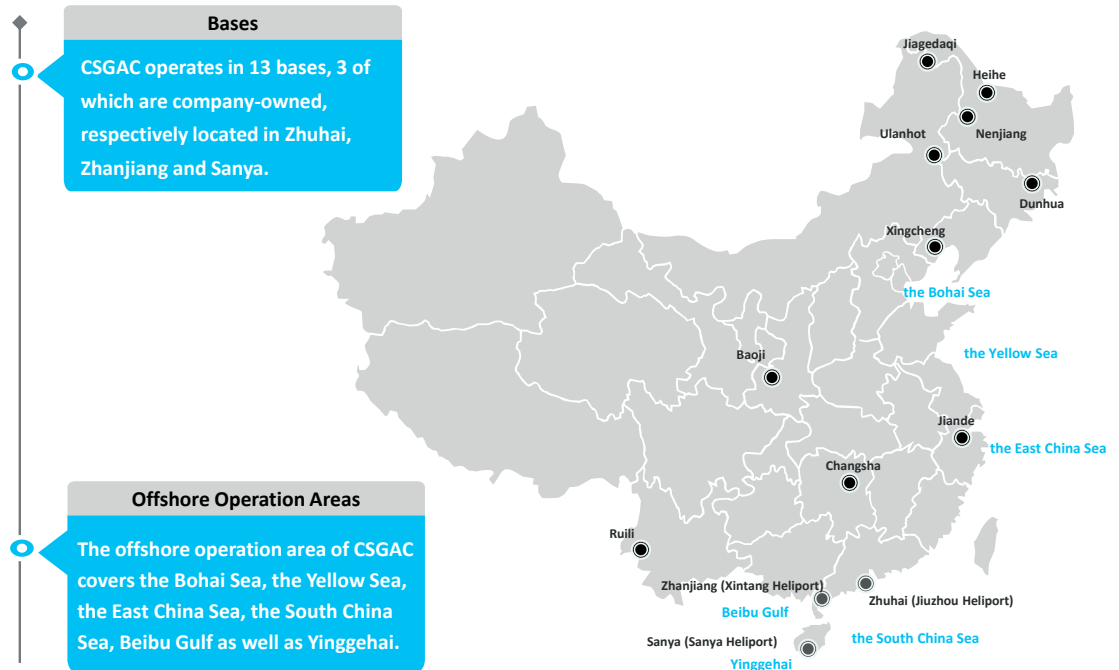 Bases
CSGAC operates in 13 bases, 3 of
which are company-owned,
respectively located in Zhuhai,
Zhanjiang and Sanya.
Offshore Operation Areas
The offshore operation area of CSGAC
covers the Bohai Sea, the Yellow Sea,
the East China Sea, the South China
Sea, Beibu Gulf as well as Yinggehai.
Jiagedaqi
Heihe
Nenjiang
Ulanhot
Dunhua
Xingcheng
the Bohai Sea
the Yellow Sea
Baoji
Jiande
the East China Sea
Changsha
Ruili
Zhanjiang (Xintang Heliport)
Zhuhai (Jiuzhou Heliport)
Beibu Gulf
Sanya (Sanya Heliport)
the South China Sea
Yinggehai